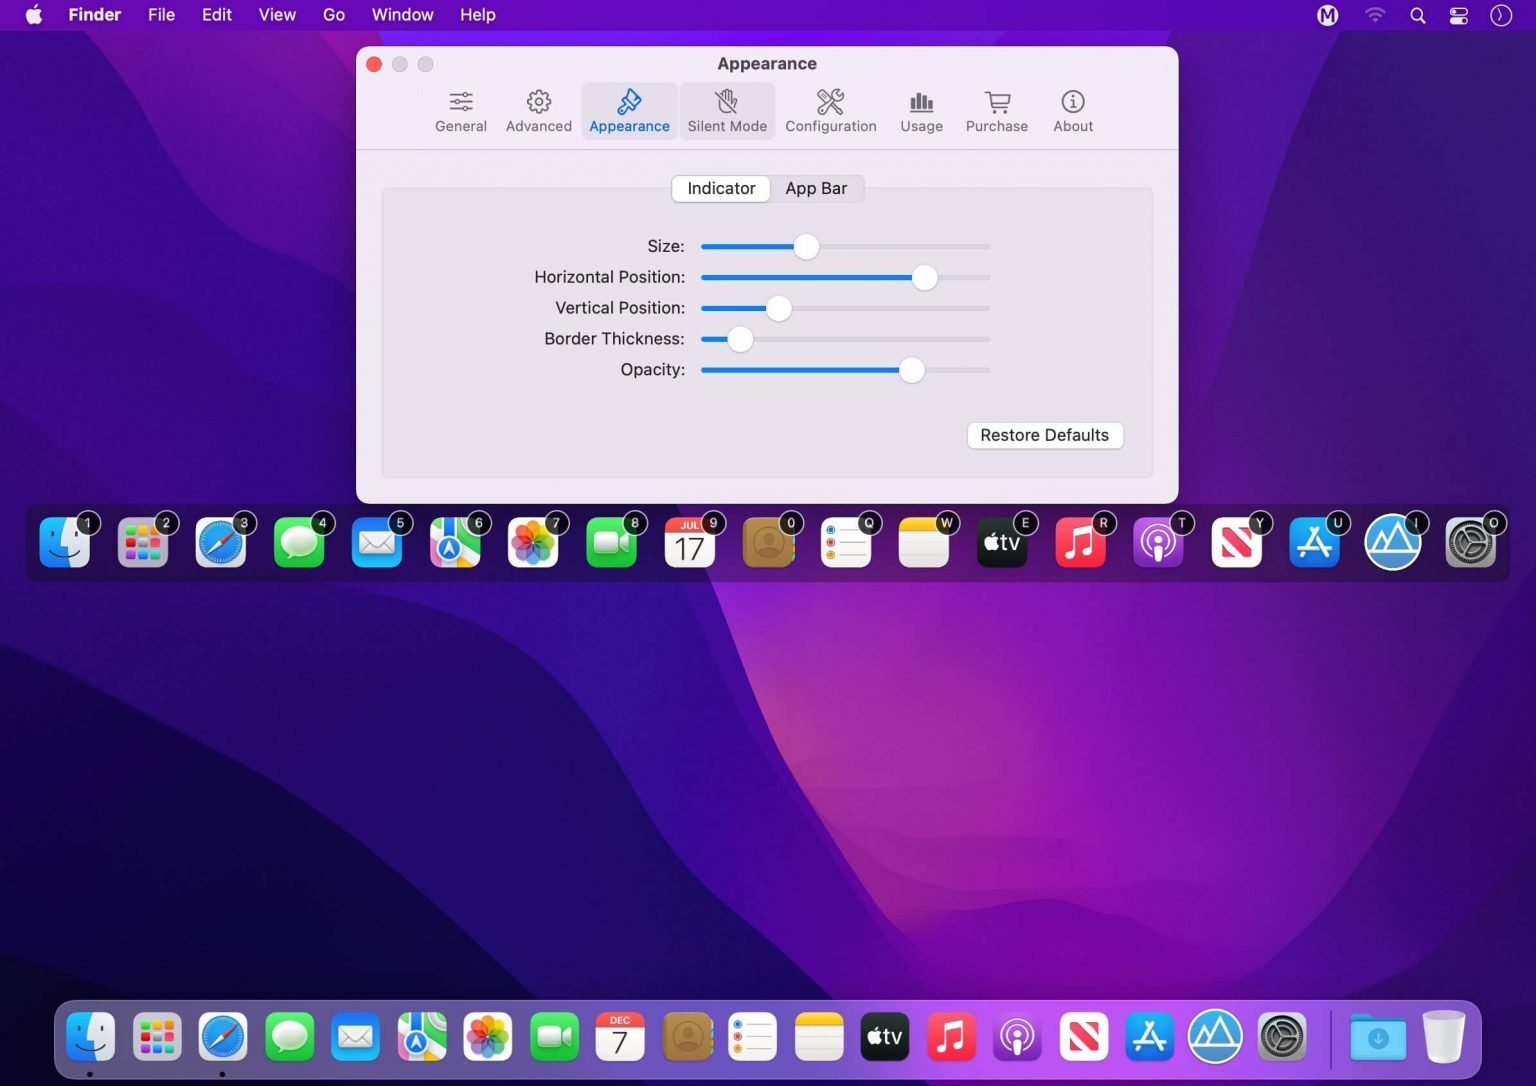 Finder File Edit View Go Window Help
M
Appearance
General Advanced Appearance Silent Mode Configuration Usage Purchase About
Indicator App Bar
Size:
Horizontal Position:
Vertical Position:
Border Thickness:
Opacity:
Restore Defaults
1 2 3 4 5 6 7 8 9 0 Q W E R T Y U I O
JUL
17
tv
DEC
7
tv